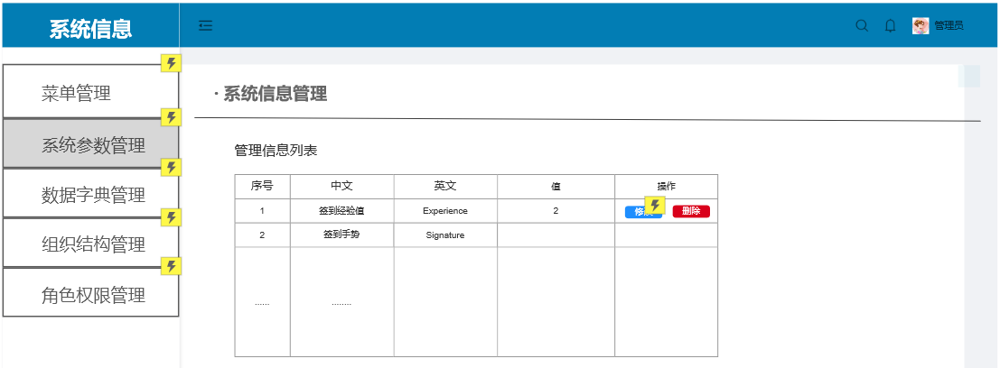 系统信息
管理员
菜单管理
系统参数管理
数据字典管理
组织结构管理
角色权限管理
· 系统信息管理
管理信息列表
序号 中文 英文 值 操作
1 签到经验值 Experience 2 修改 删除
2 签到手势 Signature
...... ........